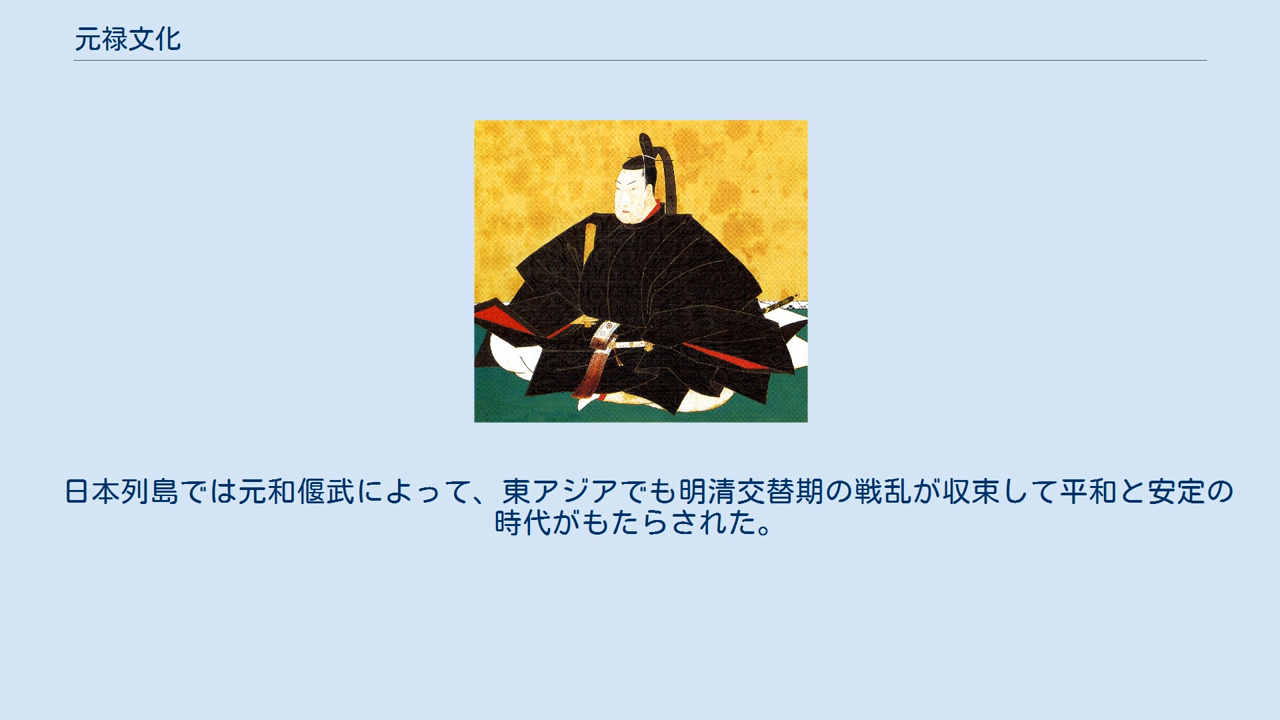 元禄文化
日本列島では元和偃武によって、東アジアでも明清交替期の戦乱が収束して平和と安定の
時代がもたらされた。